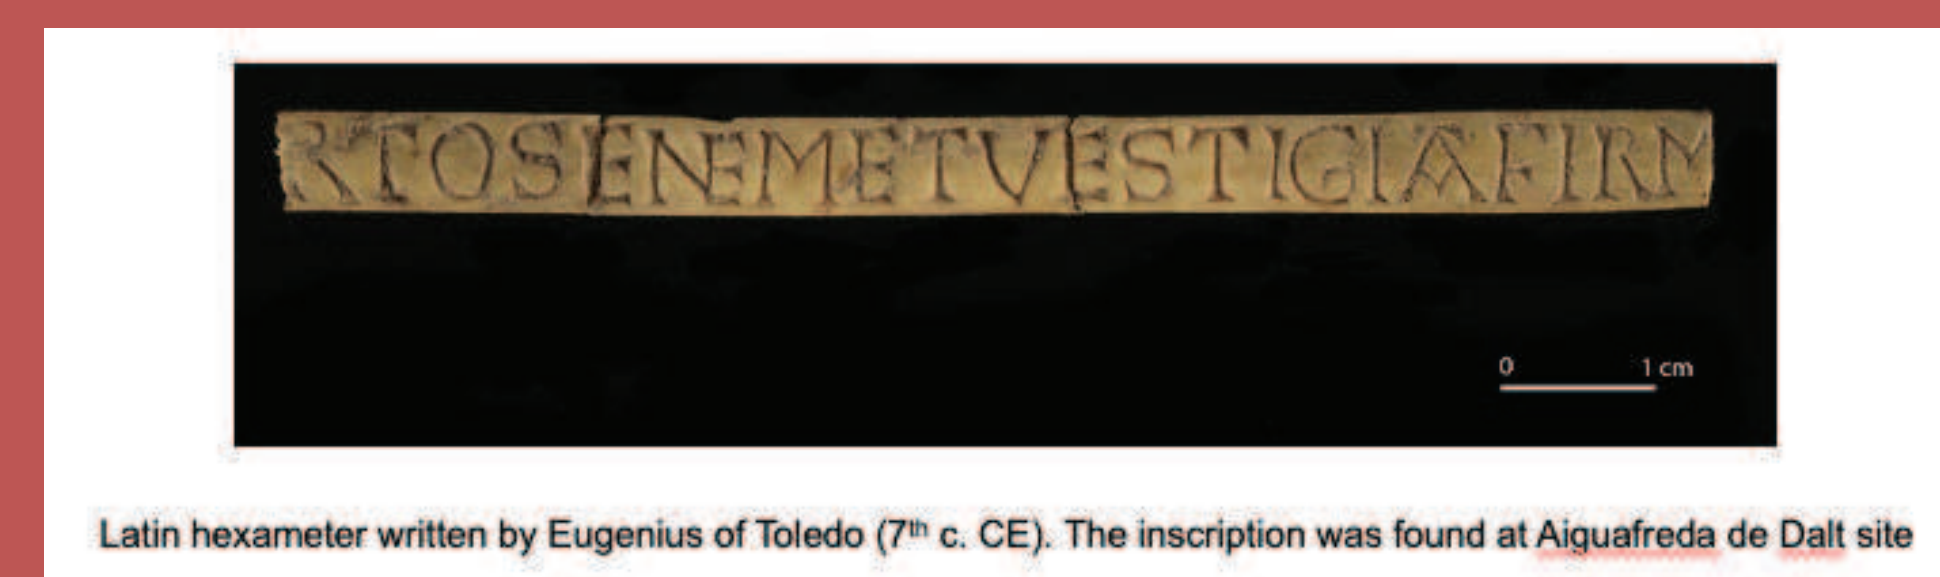 RTOSENEMETVESTIGIAFIRM
0 1 cm
Latin hexameter written by Eugenius of Toledo (7th c. CE). The inscription was found at Aiguafreda de Dalt site